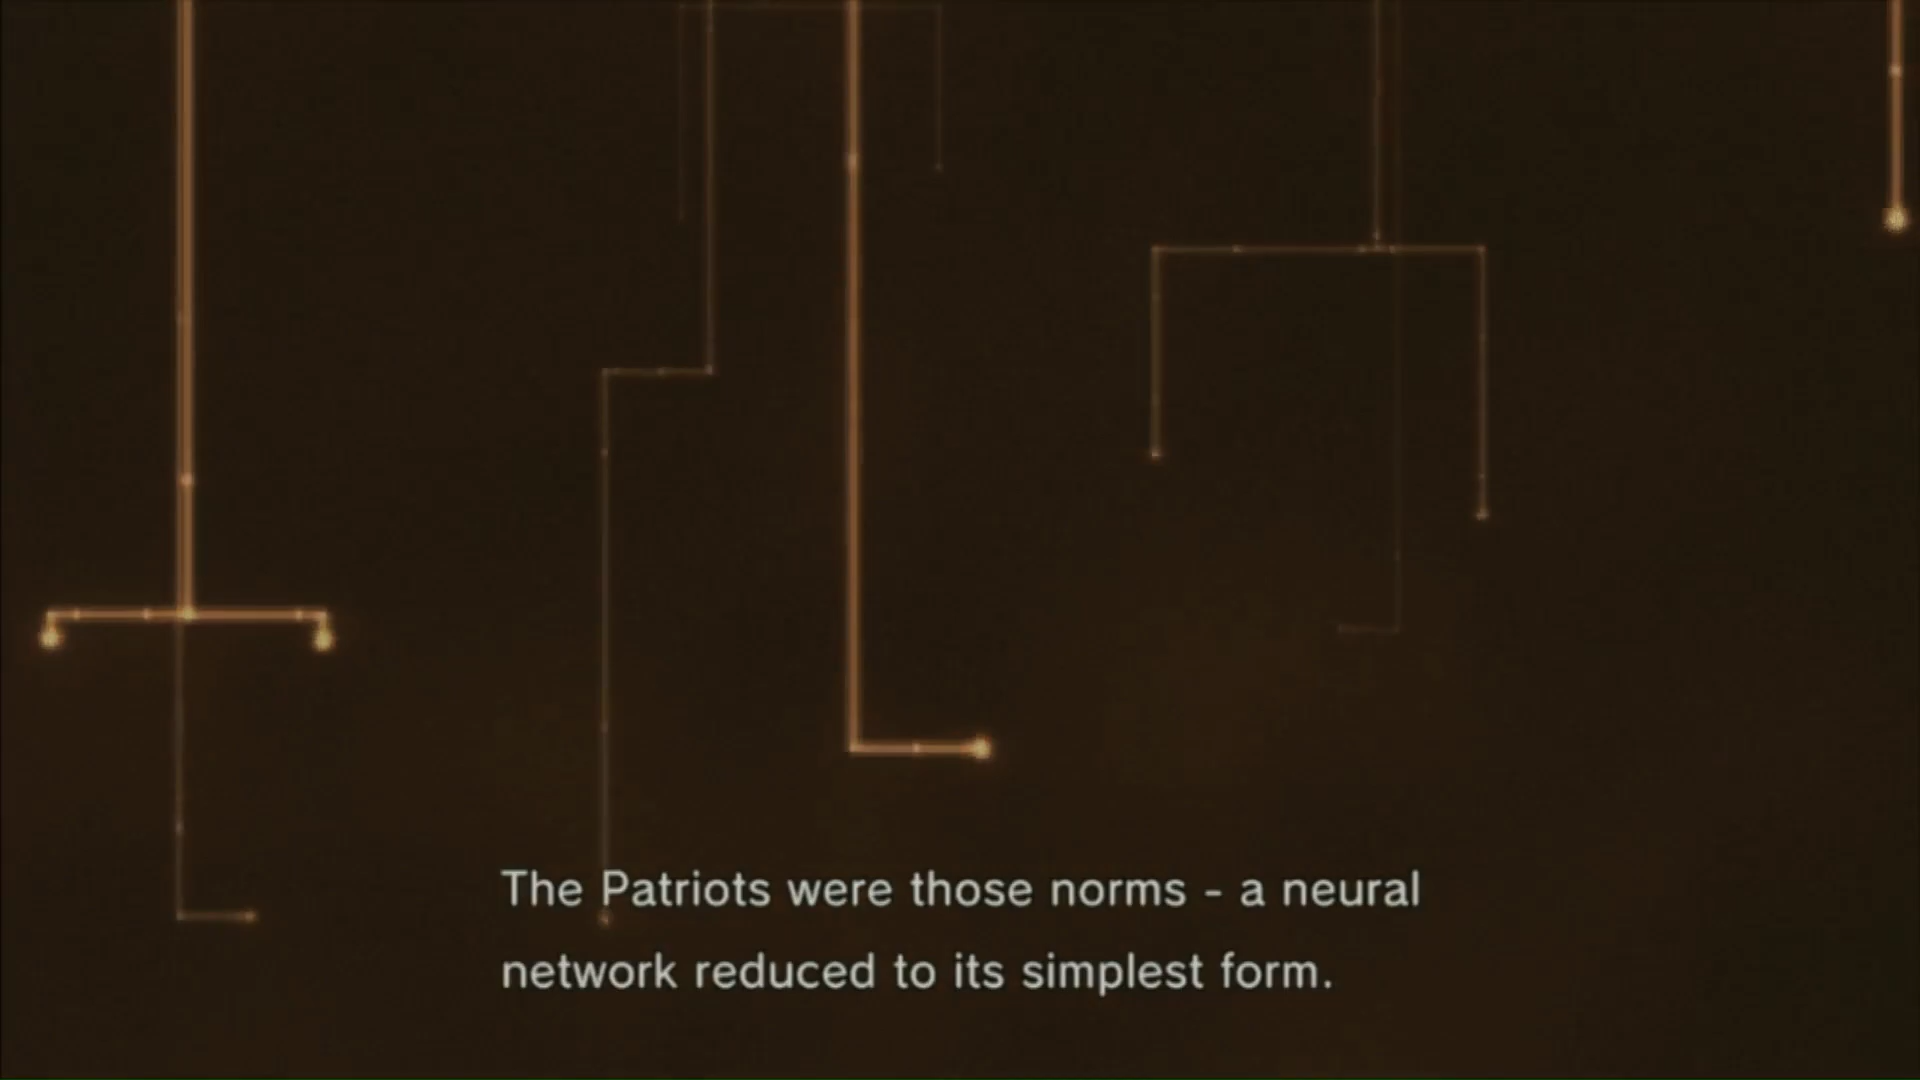 The Patriots were those norms - a neural
network reduced to its simplest form.